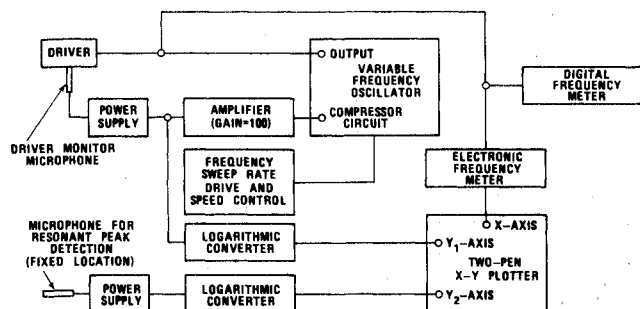 DRIVER
OUTPUT
VARIABLE
FREQUENCY
OSCILLATOR
DIGITAL
FREQUENCY
METER
POWER
SUPPLY
AMPLIFIER
(GAIN=100)
COMPRESSOR
CIRCUIT
DRIVER MONITOR
MICROPHONE
FREQUENCY
SWEEP RATE
DRIVE AND
SPEED CONTROL
ELECTRONIC
FREQUENCY
METER
MICROPHONE FOR
RESONANT PEAK
DETECTION
(FIXED LOCATION)
LOGARITHMIC
CONVERTER
X-AXIS
Y₁-AXIS
TWO-PEN
X-Y PLOTTER
POWER
SUPPLY
LOGARITHMIC
CONVERTER
Y₂-AXIS